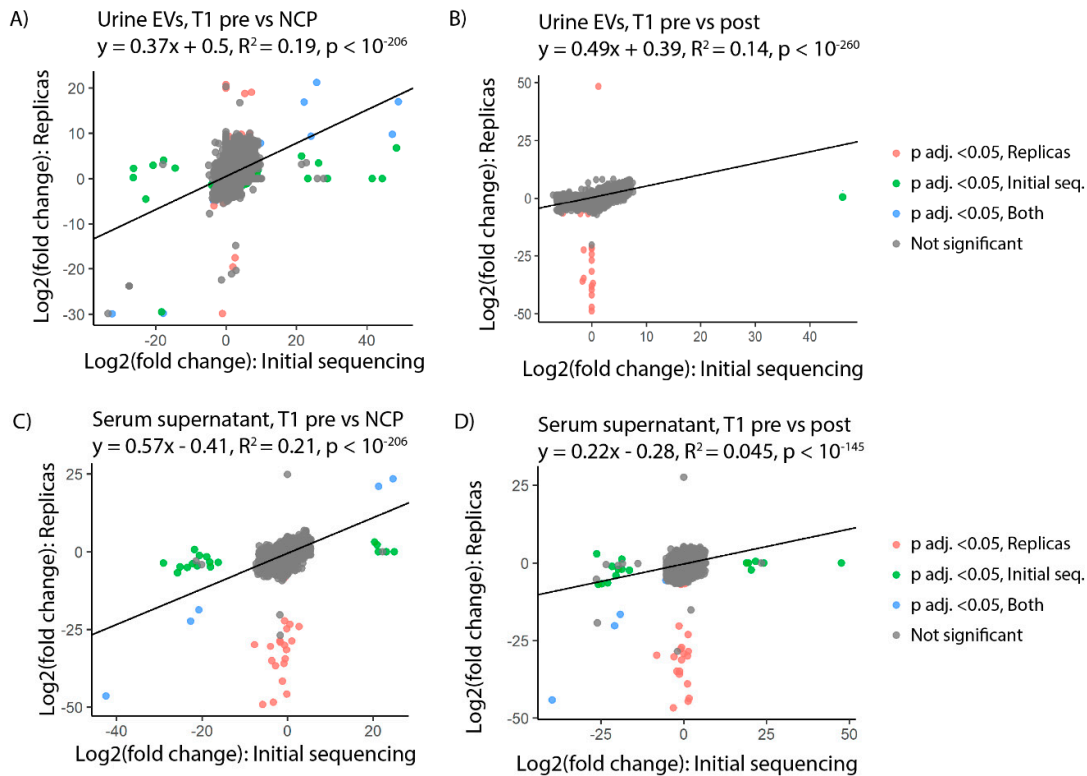 A)
Urine EVs, T1 pre vs NCP
y = 0.37x + 0.5, R² = 0.19, p < 10⁻²⁰⁶
Log2(fold change): Replicas
20
10
0
-10
-20
-30
-20
0
20
40
Log2(fold change): Initial sequencing
B)
Urine EVs, T1 pre vs post
y = 0.49x + 0.39, R² = 0.14, p < 10⁻²⁶⁰
Log2(fold change): Replicas
50
25
0
-25
-50
0
10
20
30
40
Log2(fold change): Initial sequencing
p adj. <0.05, Replicas
p adj. <0.05, Initial seq.
p adj. <0.05, Both
Not significant
C)
Serum supernatant, T1 pre vs NCP
y = 0.57x - 0.41, R² = 0.21, p < 10⁻²⁰⁶
Log2(fold change): Replicas
25
0
-25
-50
-40
-20
0
20
Log2(fold change): Initial sequencing
D)
Serum supernatant, T1 pre vs post
y = 0.22x - 0.28, R² = 0.045, p < 10⁻¹⁴⁵
Log2(fold change): Replicas
25
0
-25
-50
-25
0
25
50
Log2(fold change): Initial sequencing
p adj. <0.05, Replicas
p adj. <0.05, Initial seq.
p adj. <0.05, Both
Not significant